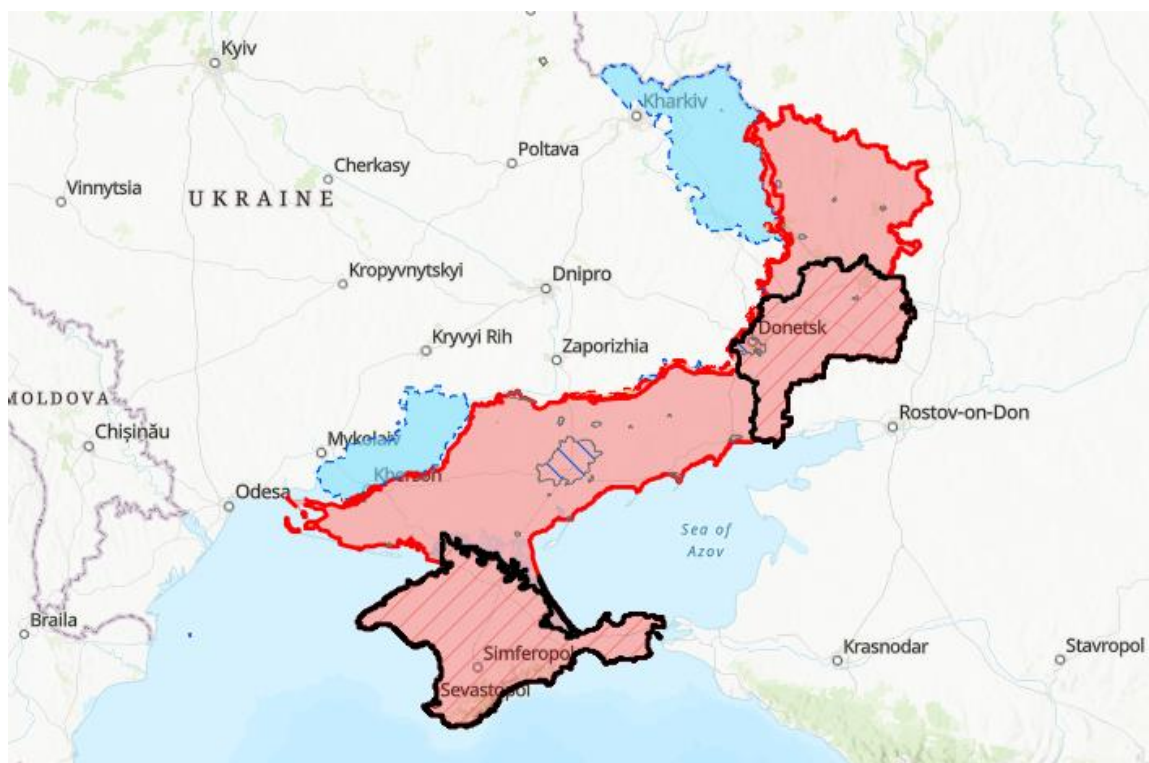 Kyiv
Kharkiv
Poltava
Cherkasy
Vinnytsia
UKRAINE
Kropyvnytskyi
Dnipro
Donetsk
Kryvyi Rih
Zaporizhia
MOLDOVA
Rostov-on-Don
Chișinău
Mykolaiv
Kherson
Odesa
Sea of
Azov
Braila
Krasnodar
Stavropol
Simferopol
Sevastopol